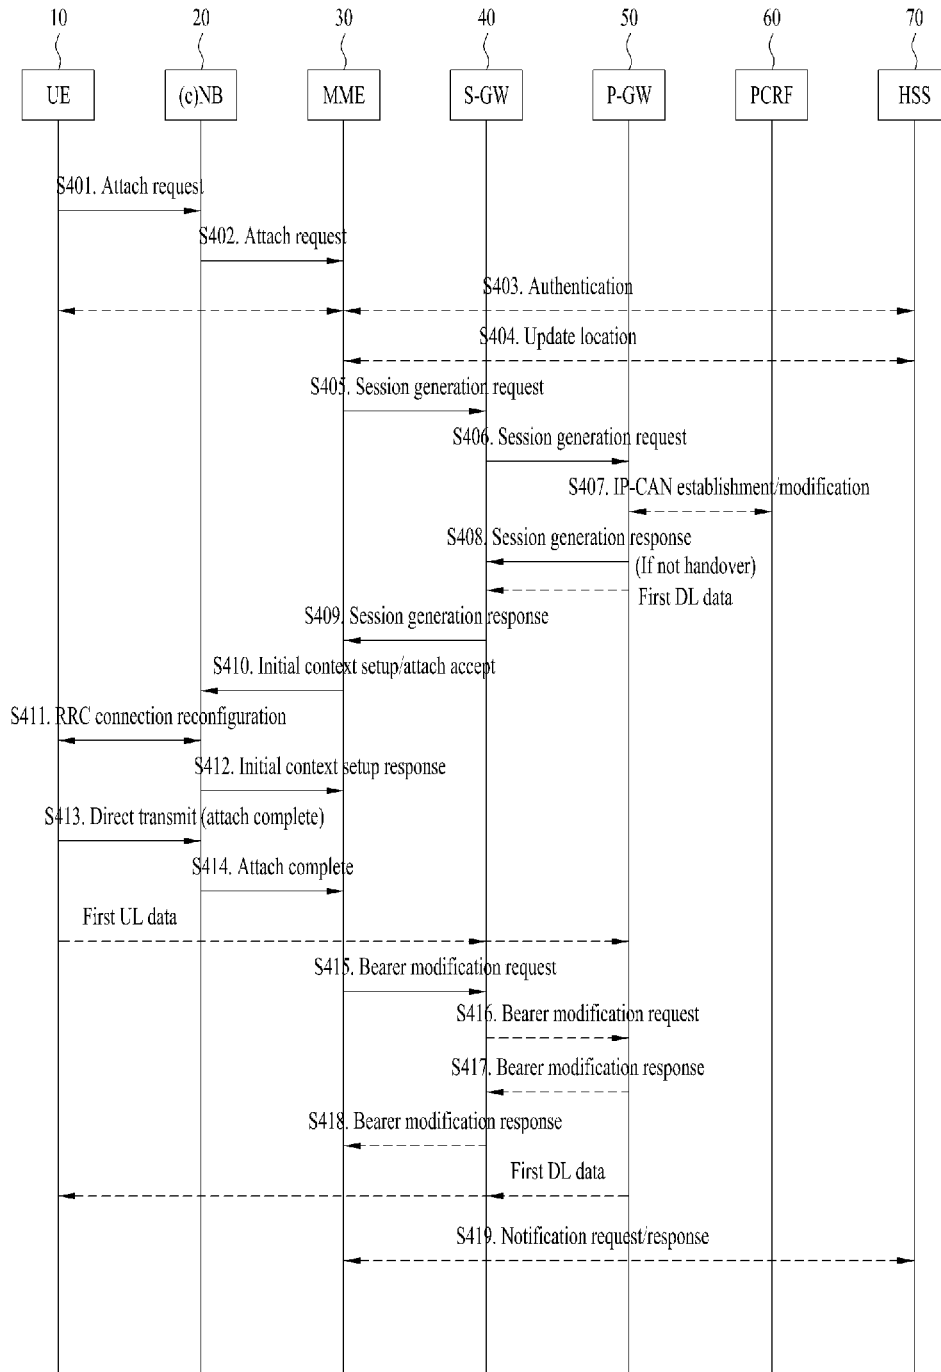 10 20 30 40 50 60 70
UE (c)NB MME S-GW P-GW PCRF HSS
S401. Attach request
S402. Attach request
S403. Authentication
S404. Update location
S405. Session generation request
S406. Session generation request
S407. IP-CAN establishment/modification
S408. Session generation response
(If not handover)
First DL data
S409. Session generation response
S410. Initial context setup/attach accept
S411. RRC connection reconfiguration
S412. Initial context setup response
S413. Direct transmit (attach complete)
S414. Attach complete
First UL data
S415. Bearer modification request
S416. Bearer modification request
S417. Bearer modification response
S418. Bearer modification response
First DL data
S419. Notification request/response